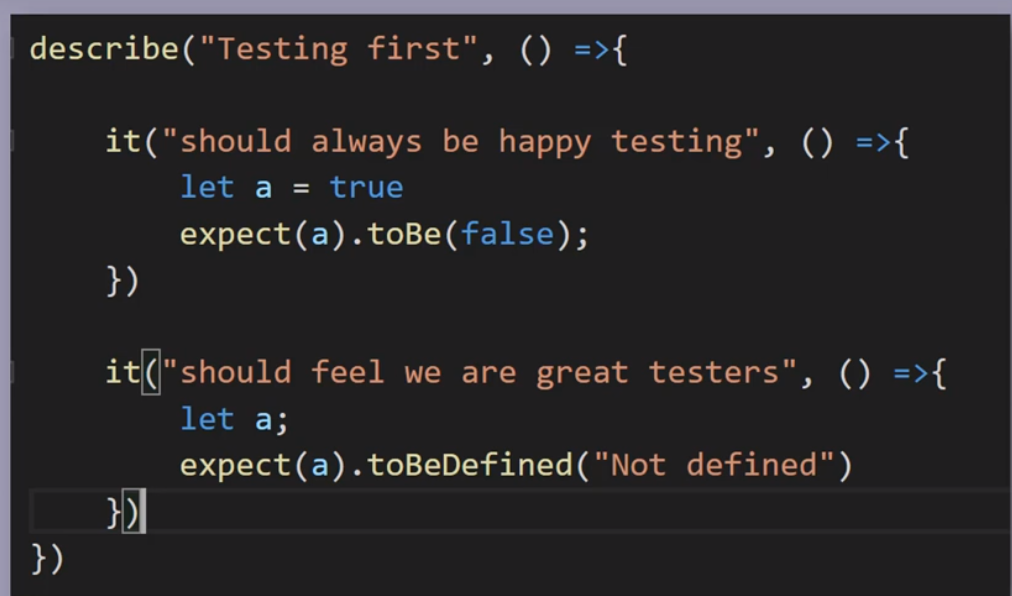 describe("Testing first", () =>{
it("should always be happy testing", () =>{
let a = true
expect(a).toBe(false);
})
it("should feel we are great testers", () =>{
let a;
expect(a).toBeDefined("Not defined")
})
})